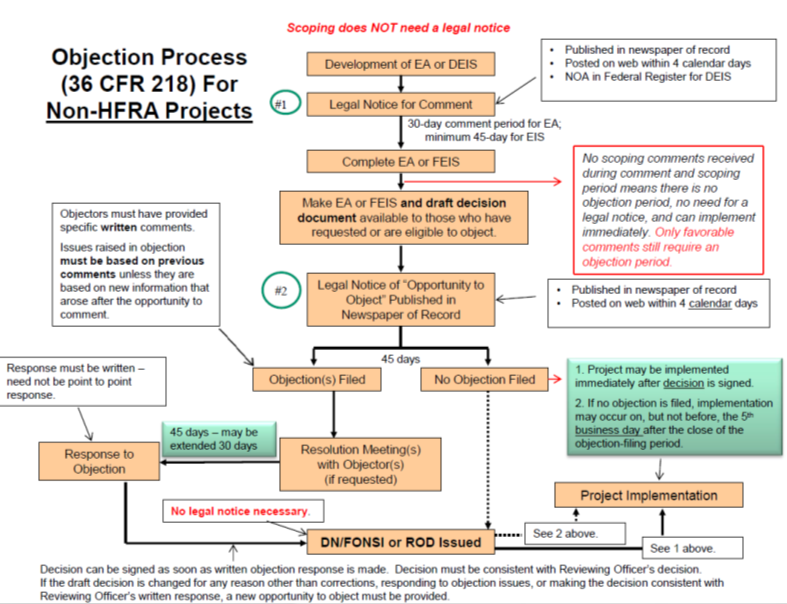 Scoping does NOT need a legal notice
Objection Process
(36 CFR 218) For
Non-HFRA Projects
Development of EA or DEIS
• Published in newspaper of record
• Posted on web within 4 calendar days
• NOA in Federal Register for DEIS
#1
Legal Notice for Comment
30-day comment period for EA;
minimum 45-day for EIS
Complete EA or FEIS
No scoping comments received
during comment and scoping
period means there is no
objection period, no need for a
legal notice, and can implement
immediately. Only favorable
comments still require an
objection period.
Make EA or FEIS and draft decision
document available to those who have
requested or are eligible to object.
Objectors must have provided
specific written comments.
Issues raised in objection
must be based on previous
comments unless they are
based on new information that
arose after the opportunity to
comment.
#2
Legal Notice of "Opportunity to
Object" Published in
Newspaper of Record
• Published in newspaper of record
• Posted on web within 4 calendar days
45 days
Response must be written –
need not be point to point
response.
Objection(s) Filed
No Objection Filed
1. Project may be implemented
immediately after decision is signed.
2. If no objection is filed, implementation
may occur on, but not before, the 5th
business day after the close of the
objection-filing period.
45 days – may be
extended 30 days
Response to
Objection
Resolution Meeting(s)
with Objector(s)
(if requested)
Project Implementation
No legal notice necessary.
DN/FONSI or ROD Issued
See 2 above.
See 1 above.
Decision can be signed as soon as written objection response is made. Decision must be consistent with Reviewing Officer's decision.
If the draft decision is changed for any reason other than corrections, responding to objection issues, or making the decision consistent with
Reviewing Officer's written response, a new opportunity to object must be provided.